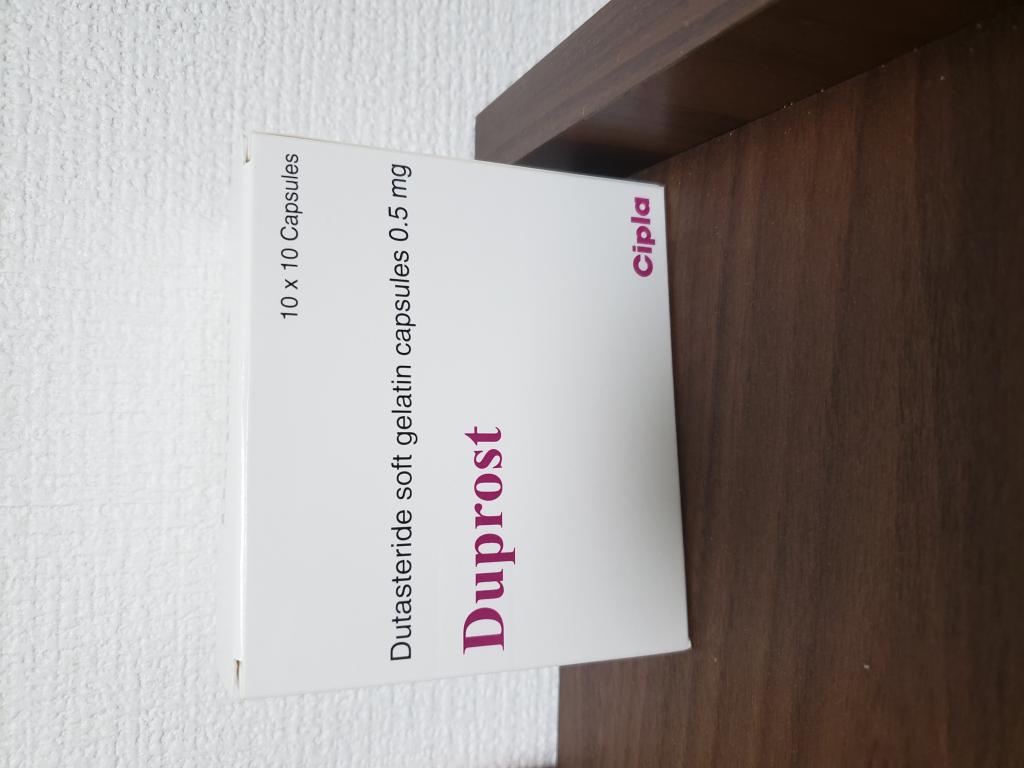 10 x 10 Capsules
Dutasteride soft gelatin capsules 0.5 mg
Duprost
Cipla